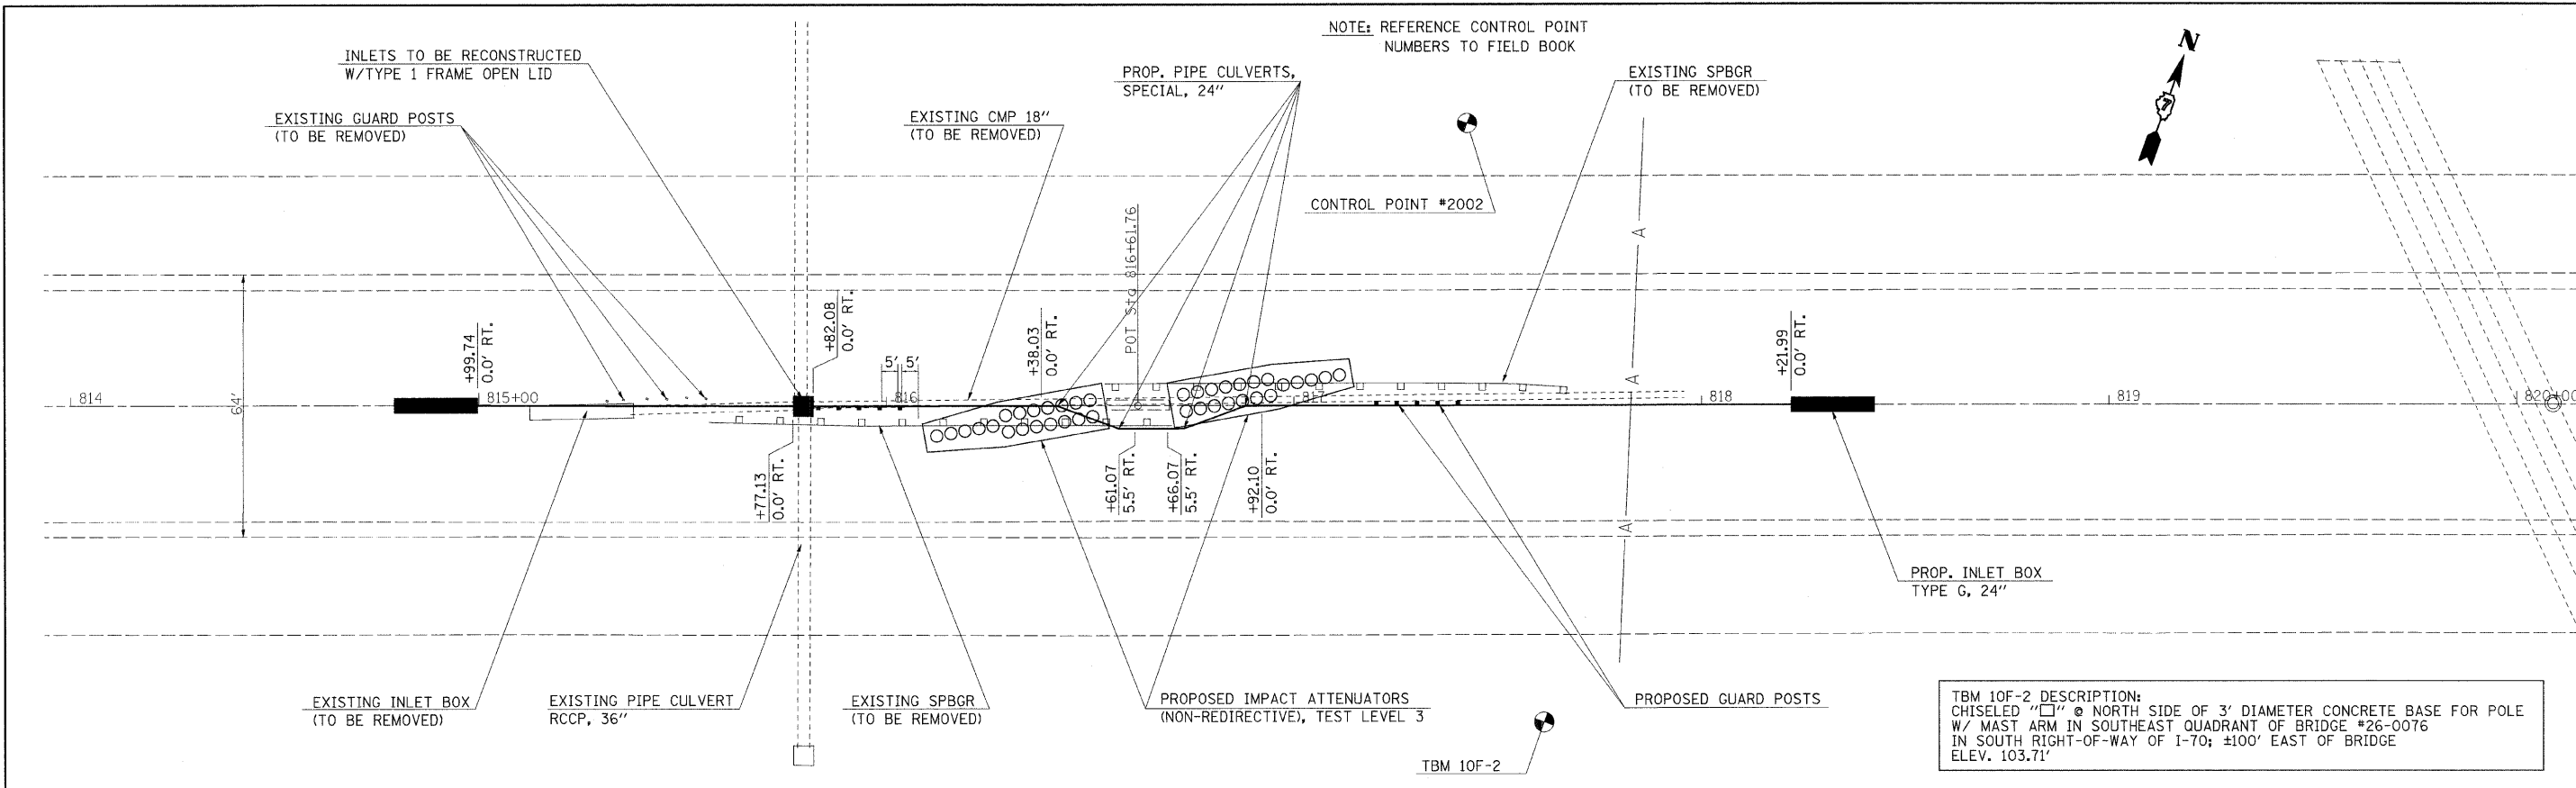 NOTE: REFERENCE CONTROL POINT
NUMBERS TO FIELD BOOK
N
7
INLETS TO BE RECONSTRUCTED
W/TYPE 1 FRAME OPEN LID
PROP. PIPE CULVERTS,
SPECIAL, 24"
EXISTING SPBGR
(TO BE REMOVED)
EXISTING GUARD POSTS
(TO BE REMOVED)
EXISTING CMP 18"
(TO BE REMOVED)
CONTROL POINT #2002
A
A
A
64'
+99.74
0.0' RT.
+82.08
0.0' RT.
5' 5'
+38.03
0.0' RT.
POT Sta 816+61.76
+21.99
0.0' RT.
814
815+00
816
817
818
819
820+00
+77.13
0.0' RT.
+61.07
5.5' RT.
+66.07
5.5' RT.
+92.10
0.0' RT.
PROP. INLET BOX
TYPE G, 24"
EXISTING INLET BOX
(TO BE REMOVED)
EXISTING PIPE CULVERT
RCCP, 36"
EXISTING SPBGR
(TO BE REMOVED)
PROPOSED IMPACT ATTENUATORS
(NON-REDIRECTIVE), TEST LEVEL 3
PROPOSED GUARD POSTS
TBM 10F-2
TBM 10F-2 DESCRIPTION:
CHISELED "□" @ NORTH SIDE OF 3' DIAMETER CONCRETE BASE FOR POLE
W/ MAST ARM IN SOUTHEAST QUADRANT OF BRIDGE #26-0076
IN SOUTH RIGHT-OF-WAY OF I-70; ±100' EAST OF BRIDGE
ELEV. 103.71'